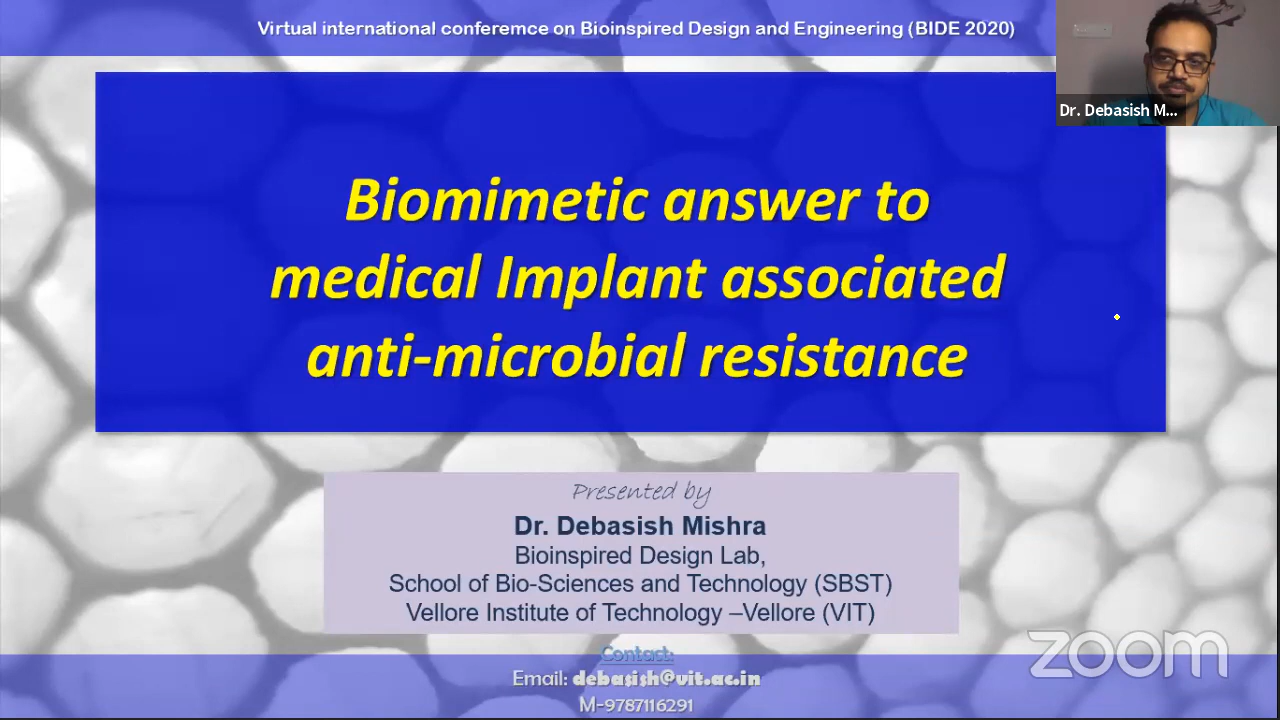 Virtual international conferemce on Bioinspired Design and Engineering (BIDE 2020)
Dr. Debasish M...
Biomimetic answer to
medical Implant associated
anti-microbial resistance
Presented by
Dr. Debasish Mishra
Bioinspired Design Lab,
School of Bio-Sciences and Technology (SBST)
Vellore Institute of Technology –Vellore (VIT)
zoom
Contact:
Email: debasish@vit.ac.in
M-9787116291